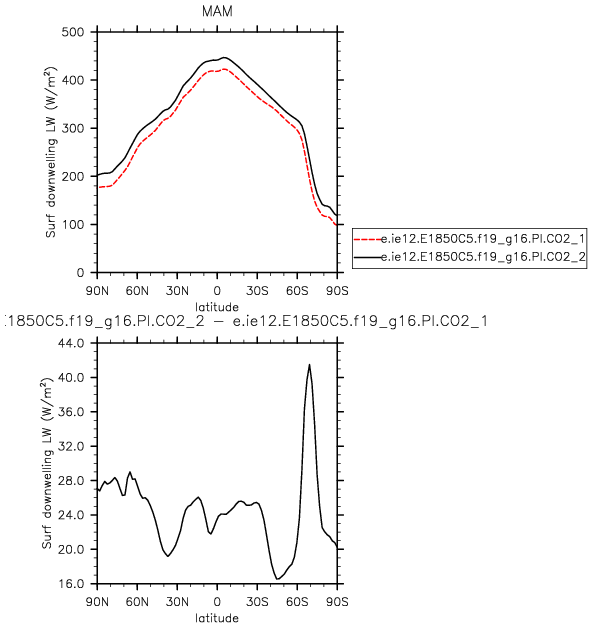 MAM
500
400
300
200
100
0
Surf downwelling LW (W/m²)
90N 60N 30N 0 30S 60S 90S
latitude
e.ie12.E1850C5.f19_g16.PI.CO2_1
e.ie12.E1850C5.f19_g16.PI.CO2_2
.1850C5.f19_g16.PI.CO2_2 – e.ie12.E1850C5.f19_g16.PI.CO2_1
44.0
40.0
36.0
32.0
28.0
24.0
20.0
16.0
Surf downwelling LW (W/m²)
90N 60N 30N 0 30S 60S 90S
latitude